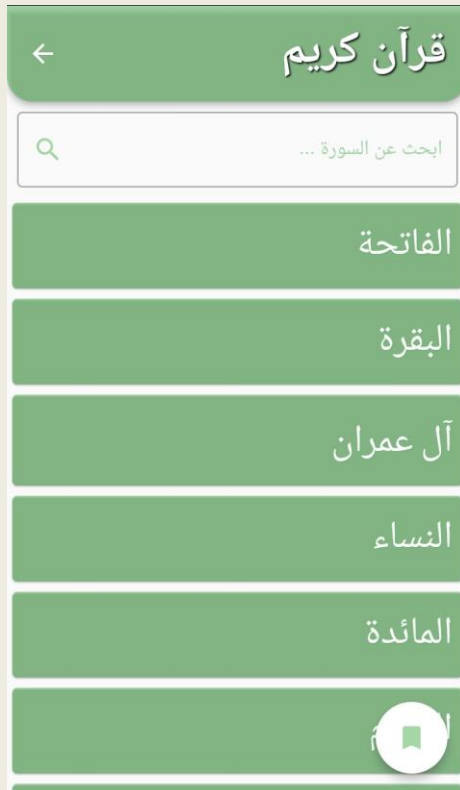 قرآن كريم
ابحث عن السورة ...
الفاتحة
البقرة
آل عمران
النساء
المائدة